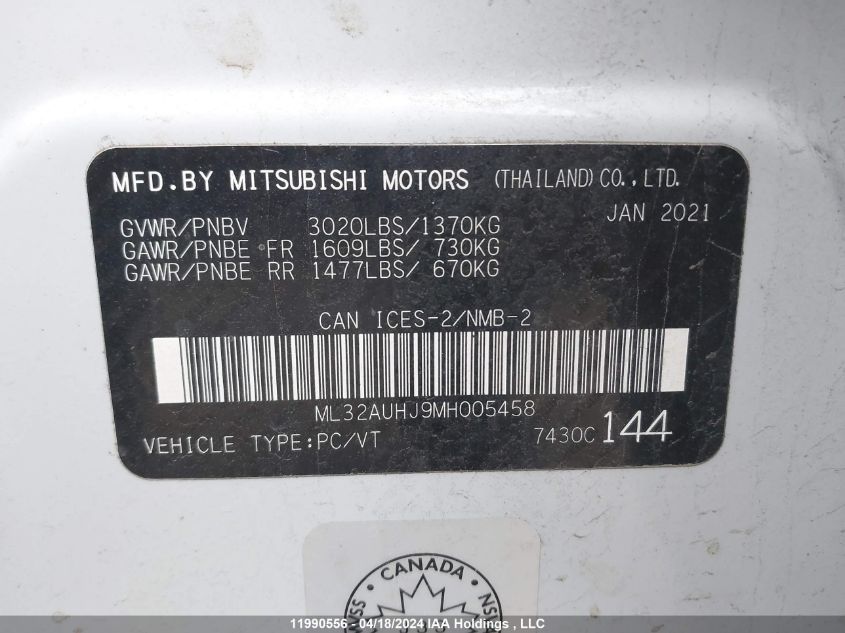 MFD.BY MITSUBISHI MOTORS (THAILAND) CO., LTD.
JAN 2021
GVWR/PNBV 3020LBS/1370KG
GAWR/PNBE FR 1609LBS/ 730KG
GAWR/PNBE RR 1477LBS/ 670KG
CAN ICES-2/NMB-2
ML32AUHJ9MH005458
VEHICLE TYPE:PC/VT 7430C 144
CANADA
11990556 - 04/18/2024 IAA Holdings , LLC